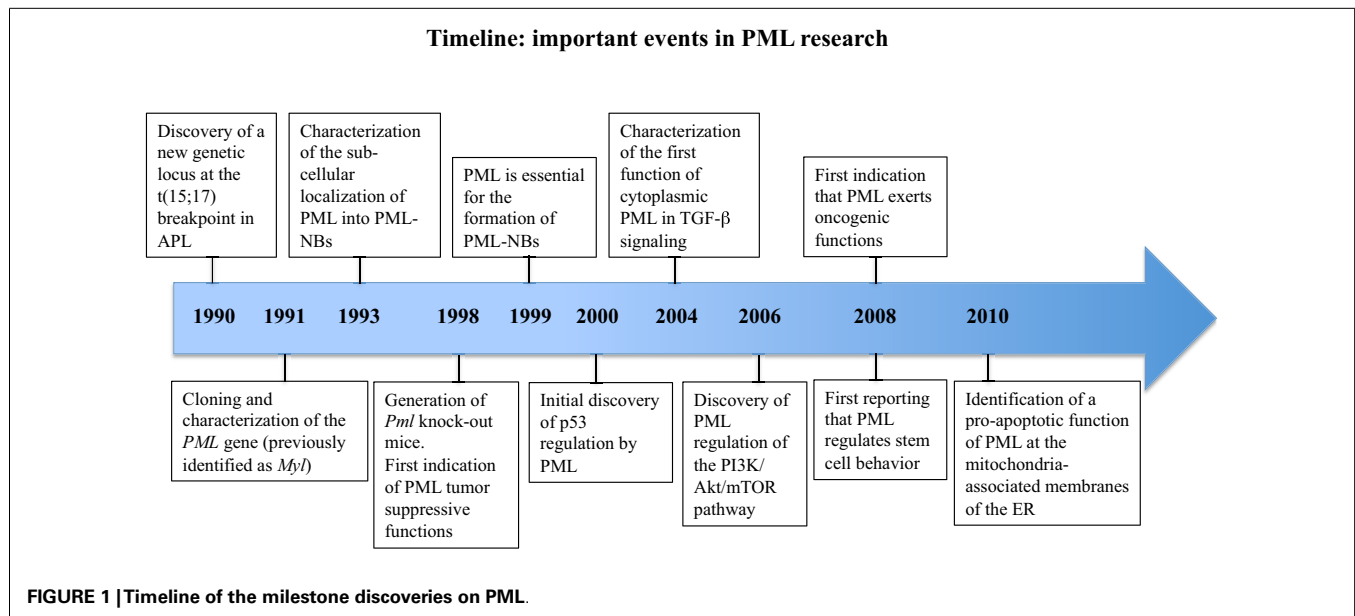 Timeline: important events in PML research
Discovery of a
new genetic
locus at the
t(15;17)
breakpoint in
APL
Characterization
of the sub-
cellular
localization of
PML into PML-
NBs
PML is essential
for the
formation of
PML-NBs
Characterization
of the first
function of
cytoplasmic
PML in TGF-β
signaling
First indication
that PML exerts
oncogenic
functions
1990 1991 1993 1998 1999 2000 2004 2006 2008 2010
Cloning and
characterization of the
PML gene (previously
identified as Myl)
Generation of
Pml knock-out
mice.
First indication
of PML tumor
suppressive
functions
Initial discovery
of p53
regulation by
PML
Discovery of
PML
regulation of
the PI3K/
Akt/mTOR
pathway
First reporting
that PML
regulates stem
cell behavior
Identification of a
pro-apoptotic function
of PML at the
mitochondria-
associated membranes
of the ER
FIGURE 1 | Timeline of the milestone discoveries on PML.